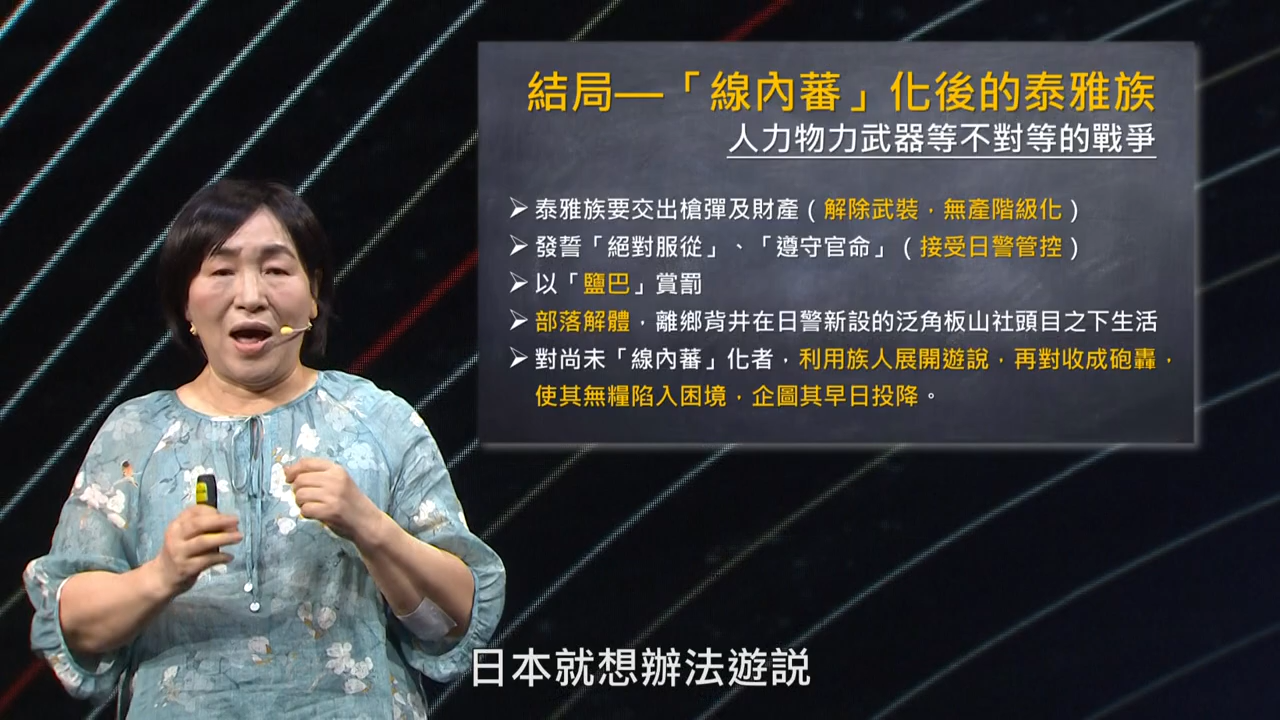 結局—「線內蕃」化後的泰雅族
人力物力武器等不對等的戰爭
➢泰雅族要交出槍彈及財產（解除武裝，無產階級化）
➢發誓「絕對服從」、「遵守官命」（接受日警管控）
➢以「鹽巴」賞罰
➢部落解體，離鄉背井在日警新設的泛角板山社頭目之下生活
➢對尚未「線內蕃」化者，利用族人展開遊說，再對收成砲轟，
使其無糧陷入困境，企圖其早日投降。
日本就想辦法遊説